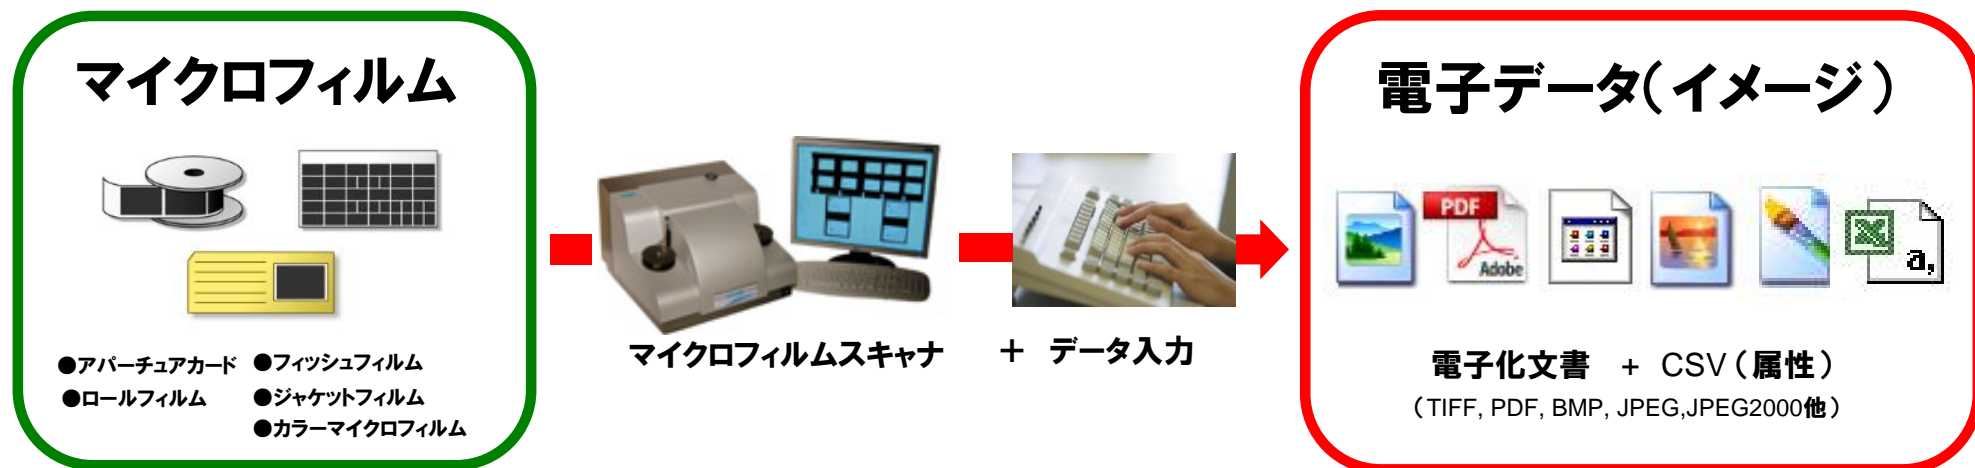 マイクロフィルム
●アパーチュアカード
●ロールフィルム
●フィッシュフィルム
●ジャケットフィルム
●カラーマイクロフィルム
マイクロフィルムスキャナ ＋ データ入力
電子データ（イメージ）
PDF
Adobe
a,
電子化文書 + CSV（属性）
（TIFF, PDF, BMP, JPEG,JPEG2000他）